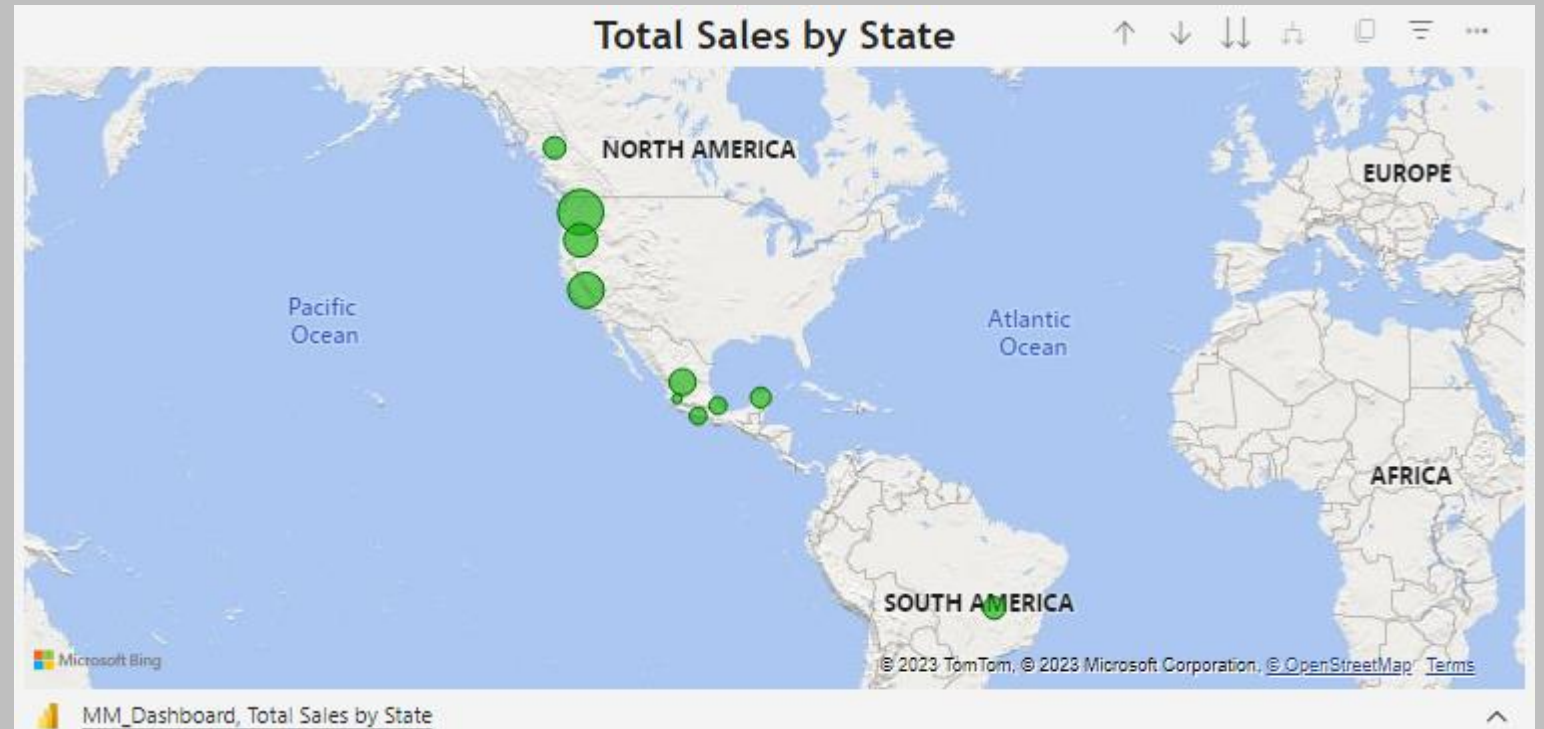 Total Sales by State
NORTH AMERICA
EUROPE
Pacific
Ocean
Atlantic
Ocean
AFRICA
SOUTH AMERICA
Microsoft Bing
© 2023 TomTom, © 2023 Microsoft Corporation, © OpenStreetMap Terms
MM_Dashboard, Total Sales by State